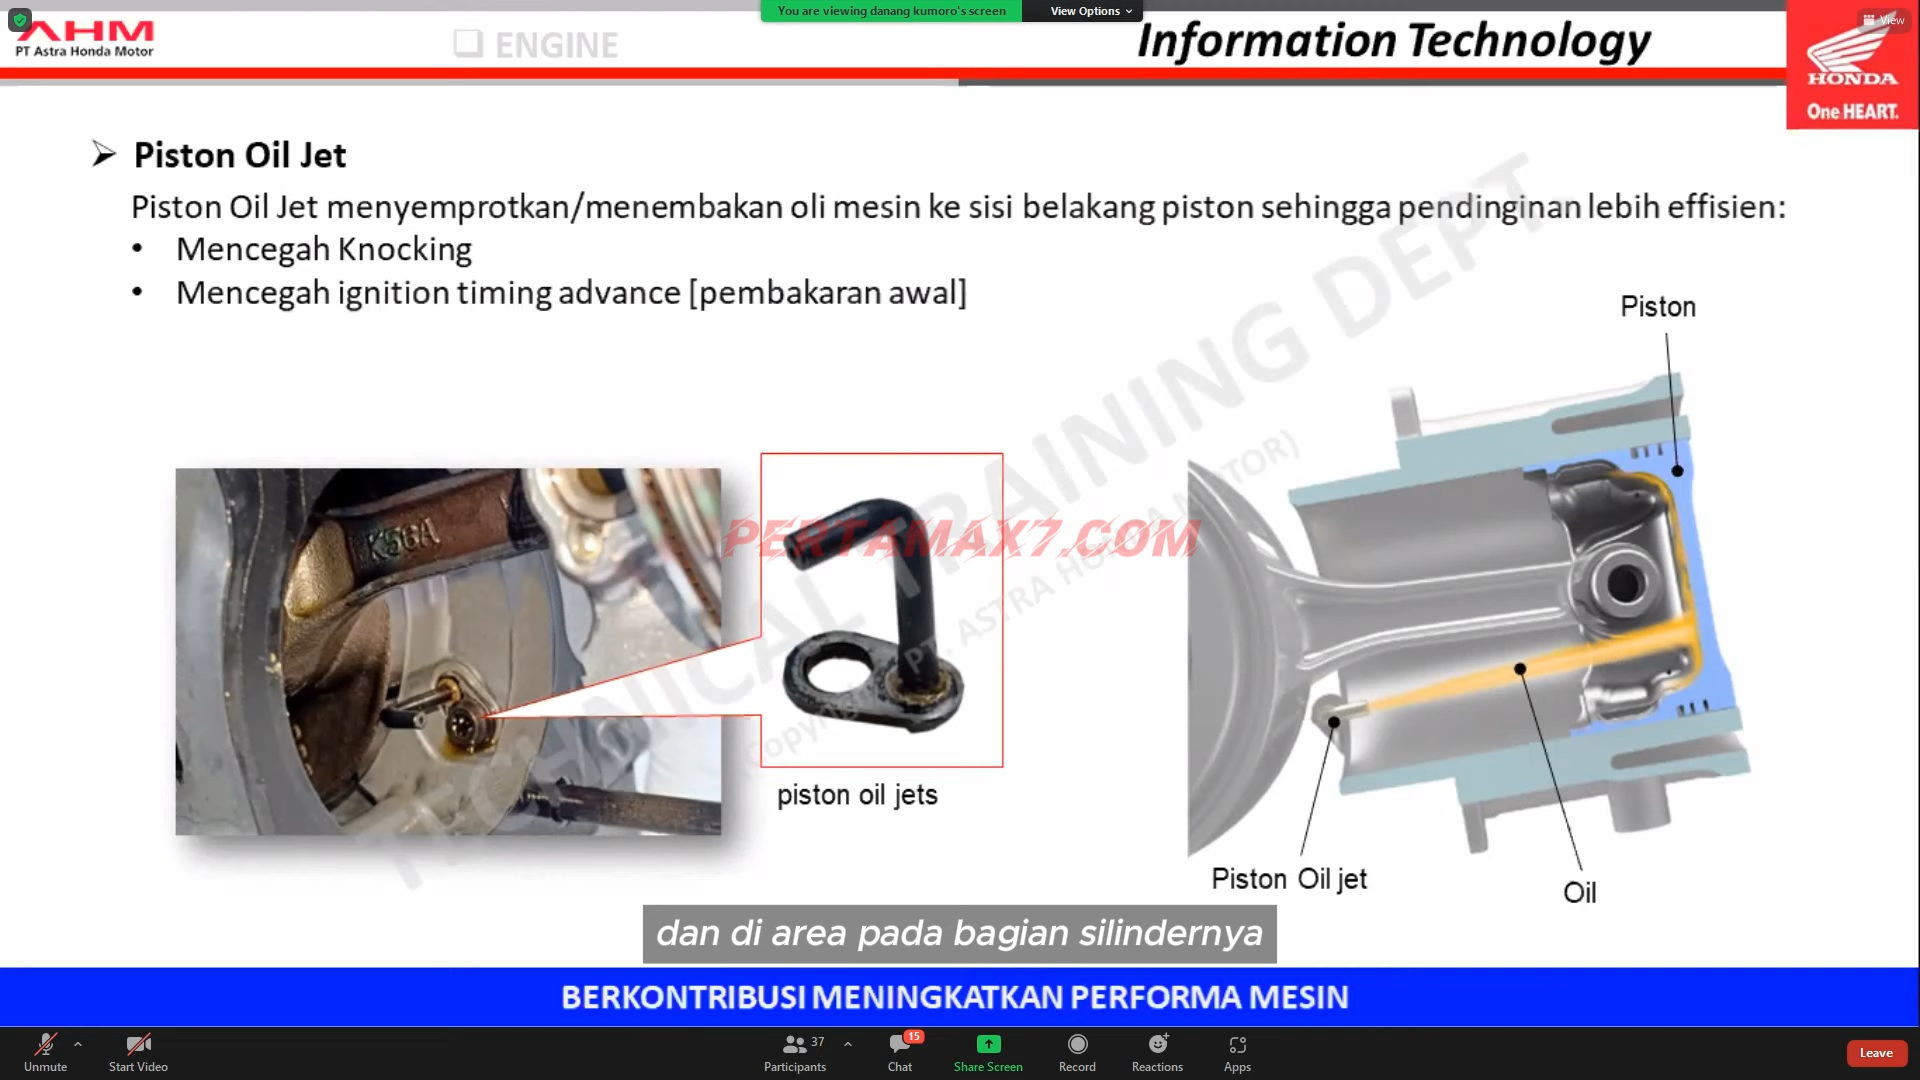 You are viewing danang kumoro's screen
View Options
View
AHM
PT Astra Honda Motor
ENGINE
Information Technology
HONDA
One HEART.
Piston Oil Jet
Piston Oil Jet menyemprotkan/menembakan oli mesin ke sisi belakang piston sehingga pendinginan lebih effisien:
• Mencegah Knocking
• Mencegah ignition timing advance [pembakaran awal]
Piston
K56A
PERTAMAX7.COM
TECHNICAL TRAINING DEPT.
Copyright PT. ASTRA HONDA MOTOR)
piston oil jets
Piston Oil jet
Oil
dan di area pada bagian silindernya
BERKONTRIBUSI MENINGKATKAN PERFORMA MESIN
Unmute
Start Video
37
Participants
15
Chat
Share Screen
Record
Reactions
Apps
Leave